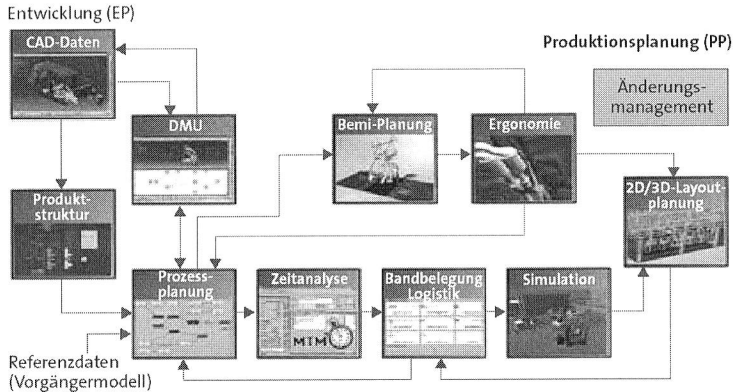 Entwicklung (EP)
CAD-Daten
Produktionsplanung (PP)
Änderungs-
management
DMU
Bemi-Planung
Ergonomie
Produkt-
struktur
2D/3D-Layout-
planung
Prozess-
planung
Zeitanalyse
MTM
Bandbelegung
Logistik
Simulation
Referenzdaten
(Vorgängermodell)